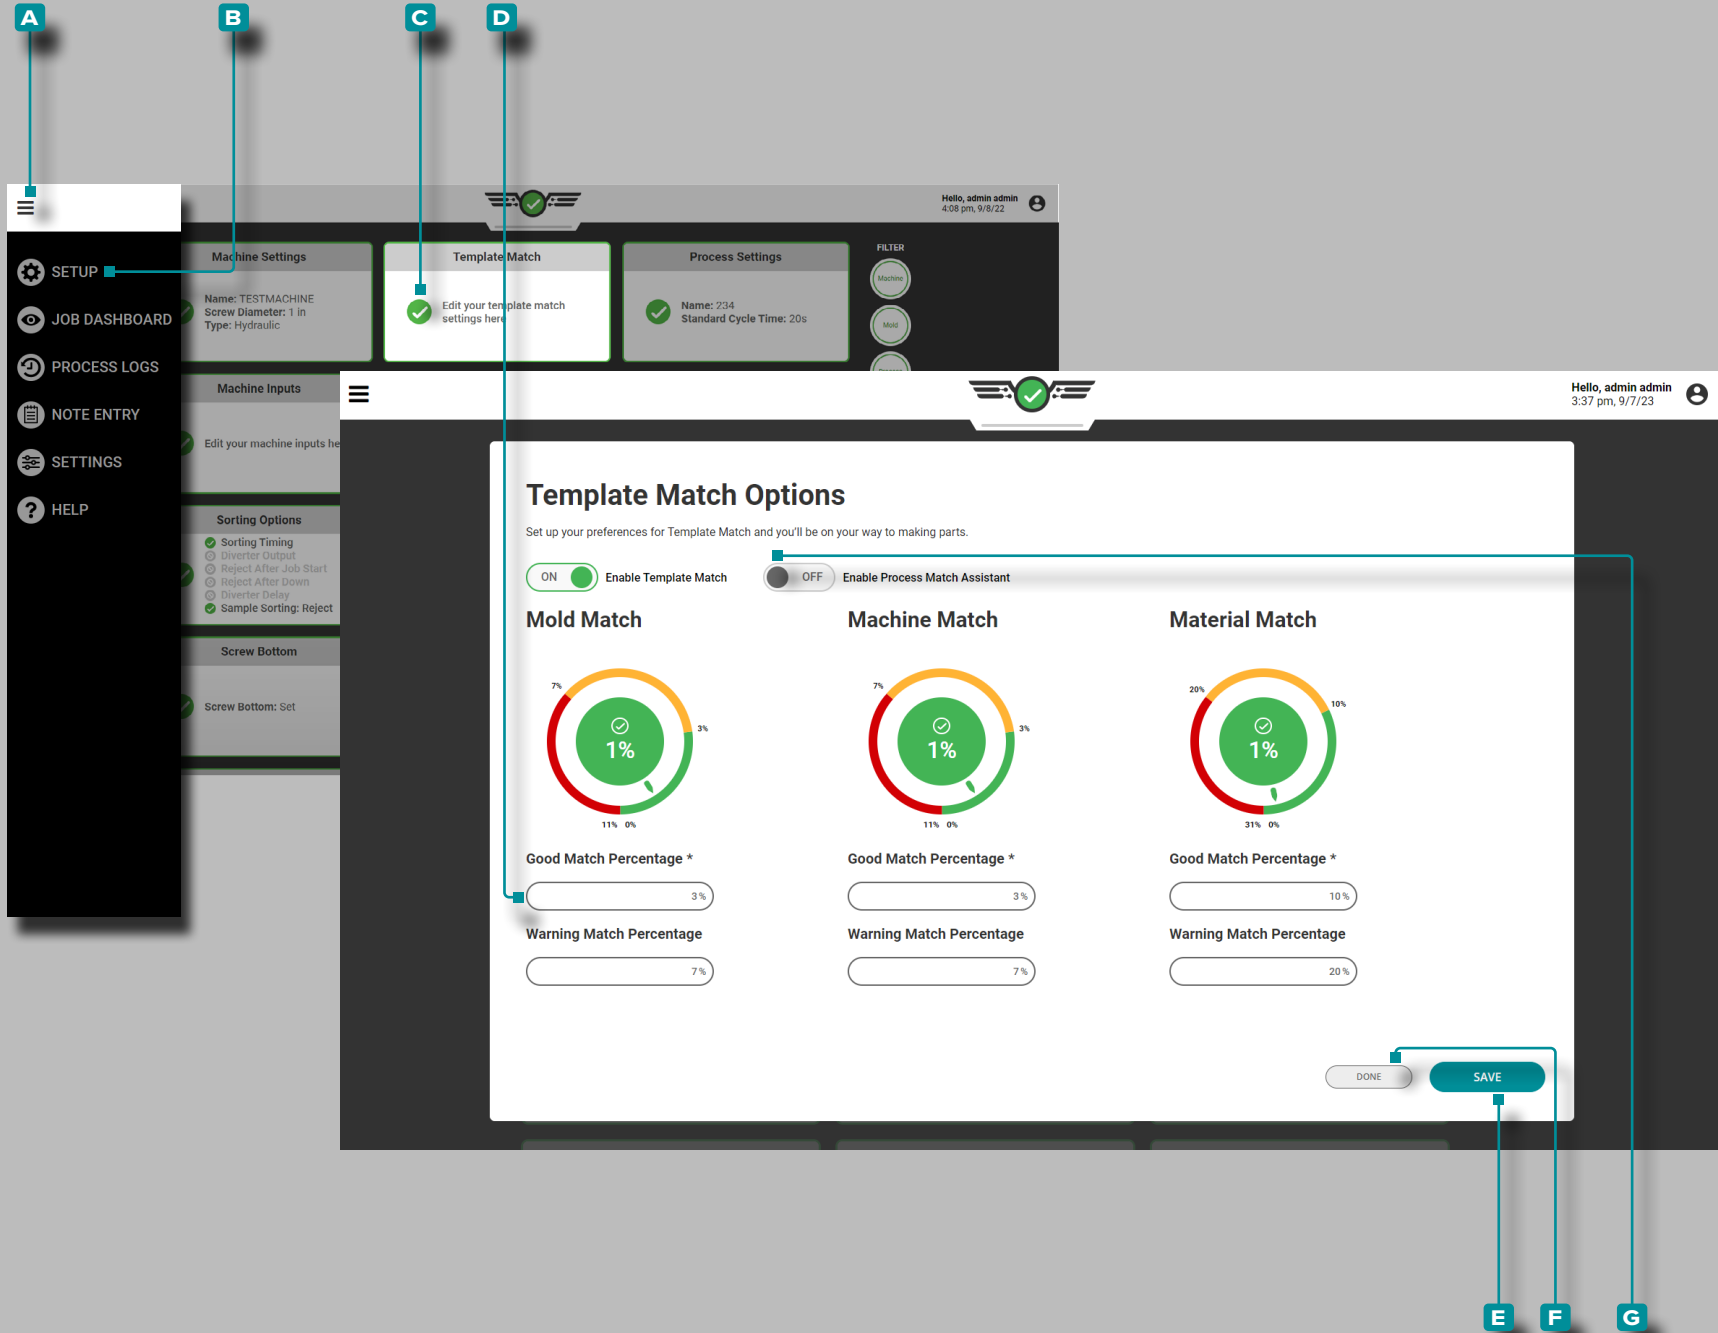 A
B
C
D
Hello, admin admin
4:08 pm, 9/8/22
SETUP
JOB DASHBOARD
PROCESS LOGS
NOTE ENTRY
SETTINGS
HELP
Machine Settings
Name: TESTMACHINE
Screw Diameter: 1 in
Type: Hydraulic
Template Match
Edit your template match
settings here
Process Settings
Name: 234
Standard Cycle Time: 20s
FILTER
Machine
Mold
Machine Inputs
Edit your machine inputs he
Sorting Options
Sorting Timing
Diverter Output
Reject After Job Start
Reject After Down
Diverter Delay
Sample Sorting: Reject
Screw Bottom
Screw Bottom: Set
Hello, admin admin
3:37 pm, 9/7/23
Template Match Options
Set up your preferences for Template Match and you'll be on your way to making parts.
ON
Enable Template Match
OFF
Enable Process Match Assistant
Mold Match
7%
3%
1%
11% 0%
Good Match Percentage *
3 %
Warning Match Percentage
7 %
Machine Match
7%
3%
1%
11% 0%
Good Match Percentage *
3 %
Warning Match Percentage
7 %
Material Match
20%
10%
1%
31% 0%
Good Match Percentage *
10 %
Warning Match Percentage
20 %
DONE
SAVE
E
F
G